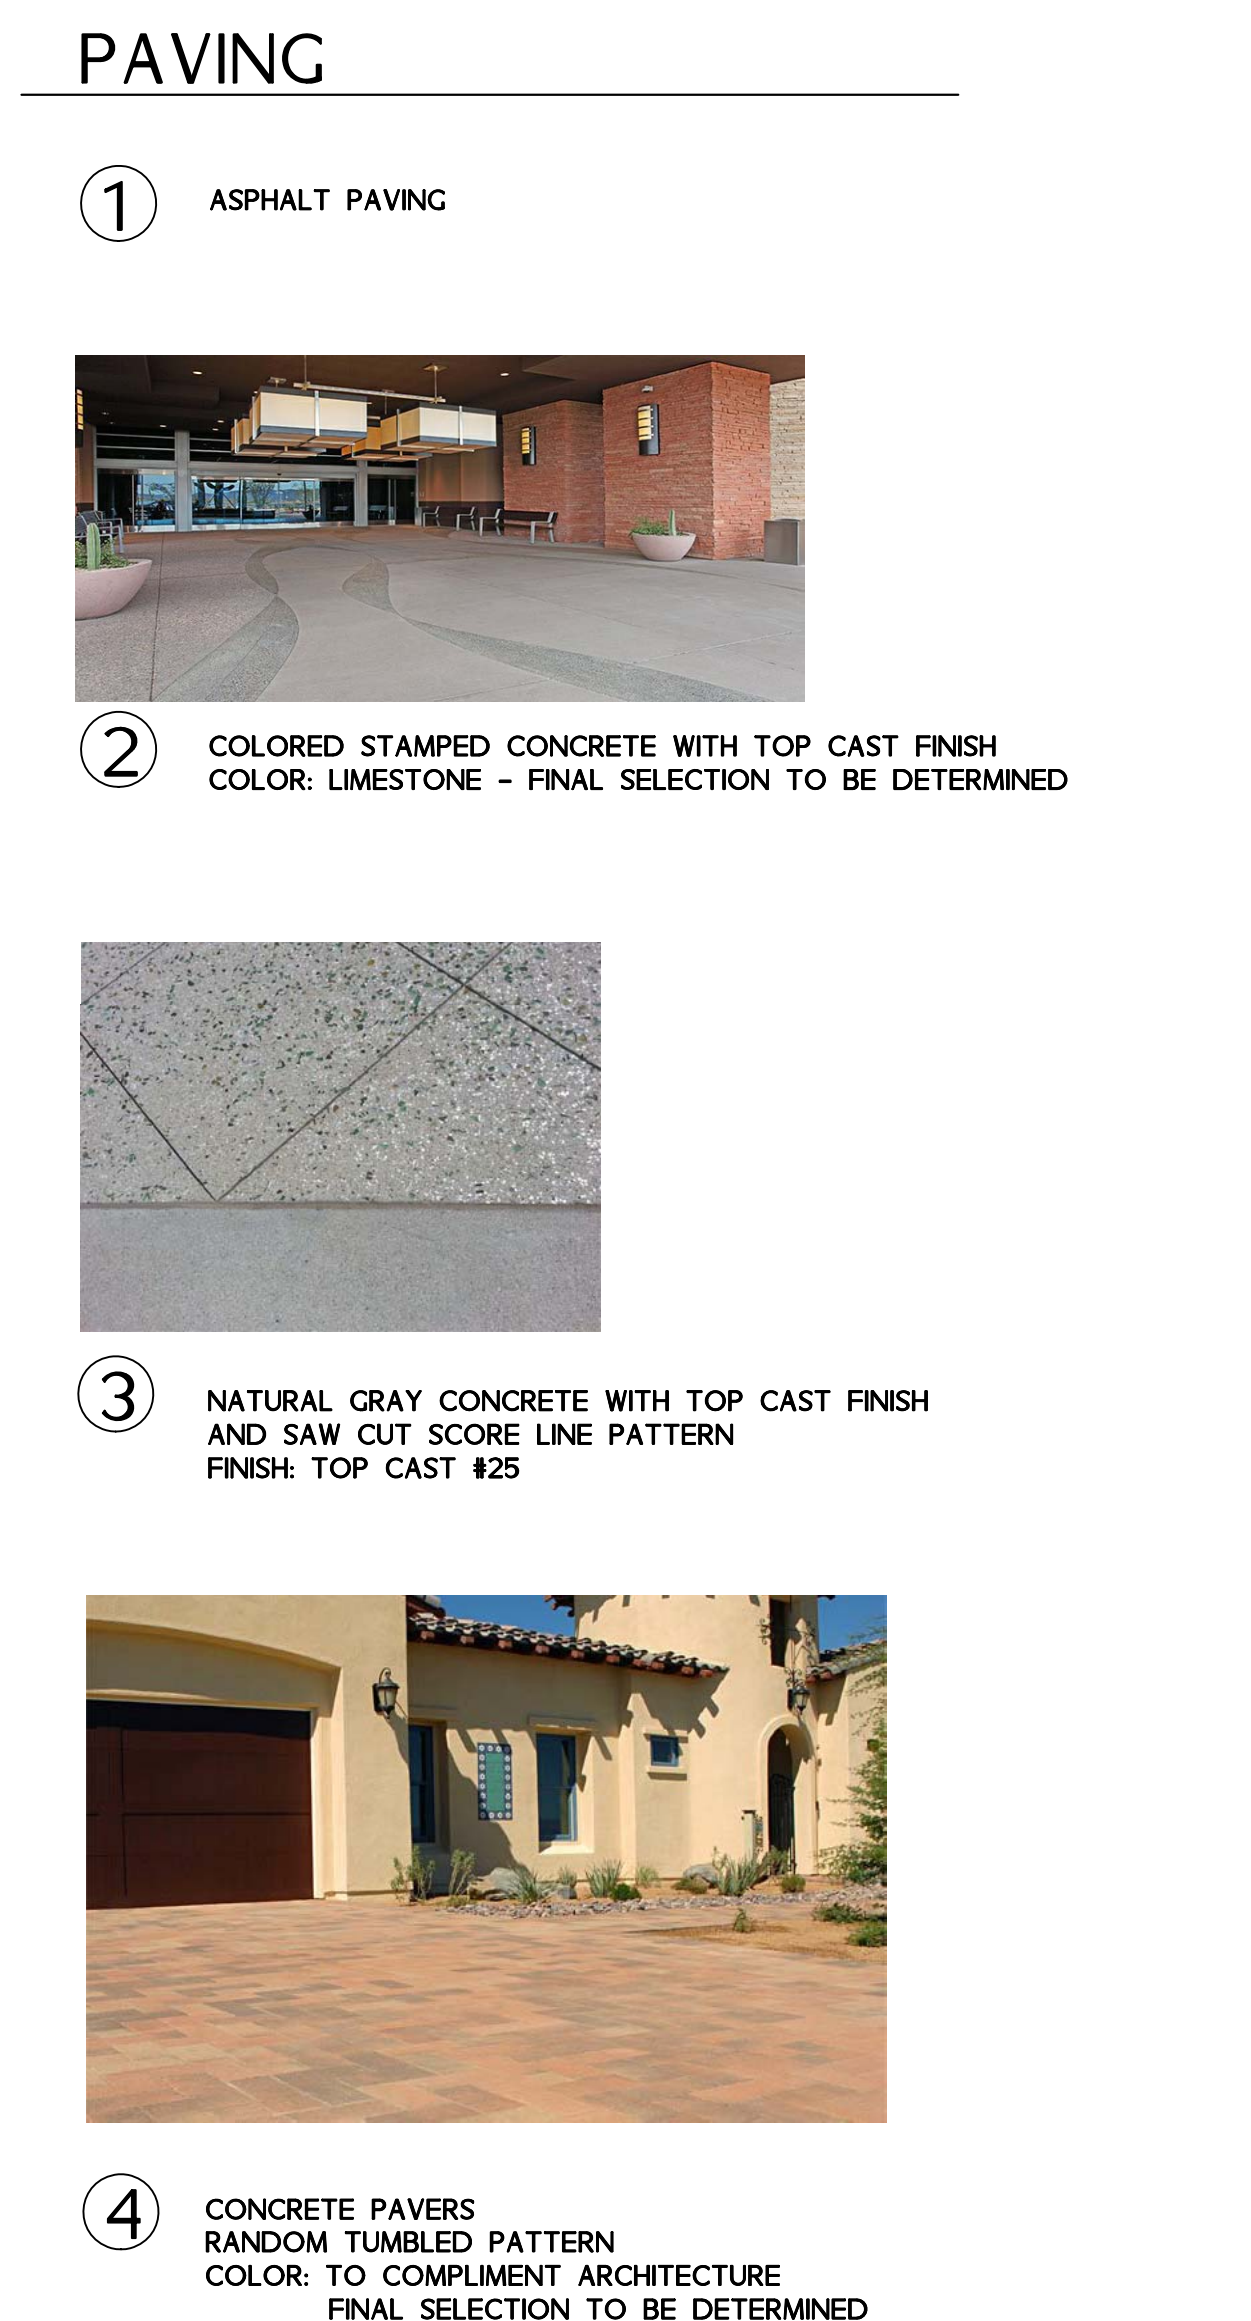 PAVING
1 ASPHALT PAVING
2 COLORED STAMPED CONCRETE WITH TOP CAST FINISH
COLOR: LIMESTONE - FINAL SELECTION TO BE DETERMINED
3 NATURAL GRAY CONCRETE WITH TOP CAST FINISH
AND SAW CUT SCORE LINE PATTERN
FINISH: TOP CAST #25
4 CONCRETE PAVERS
RANDOM TUMBLED PATTERN
COLOR: TO COMPLIMENT ARCHITECTURE
FINAL SELECTION TO BE DETERMINED